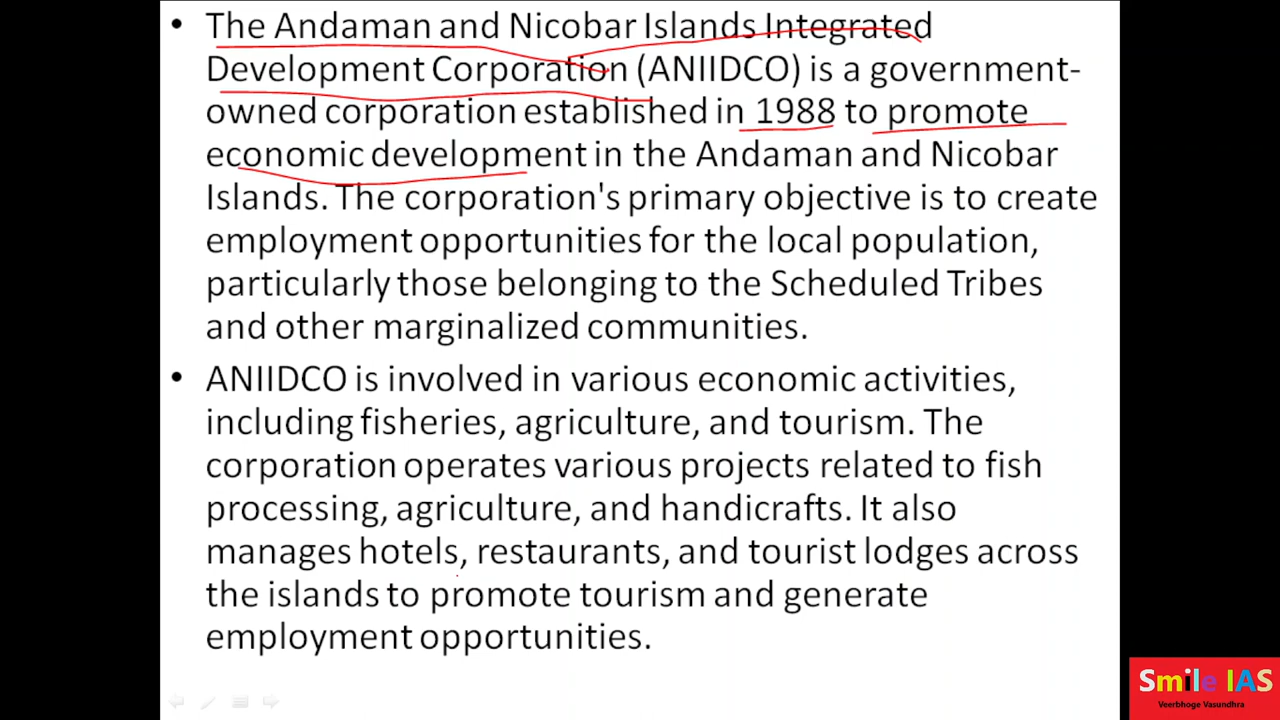 • The Andaman and Nicobar Islands Integrated
Development Corporation (ANIIDCO) is a government-
owned corporation established in 1988 to promote
economic development in the Andaman and Nicobar
Islands. The corporation's primary objective is to create
employment opportunities for the local population,
particularly those belonging to the Scheduled Tribes
and other marginalized communities.
• ANIIDCO is involved in various economic activities,
including fisheries, agriculture, and tourism. The
corporation operates various projects related to fish
processing, agriculture, and handicrafts. It also
manages hotels, restaurants, and tourist lodges across
the islands to promote tourism and generate
employment opportunities.
Smile IAS
Veerbhoge Vasundhra